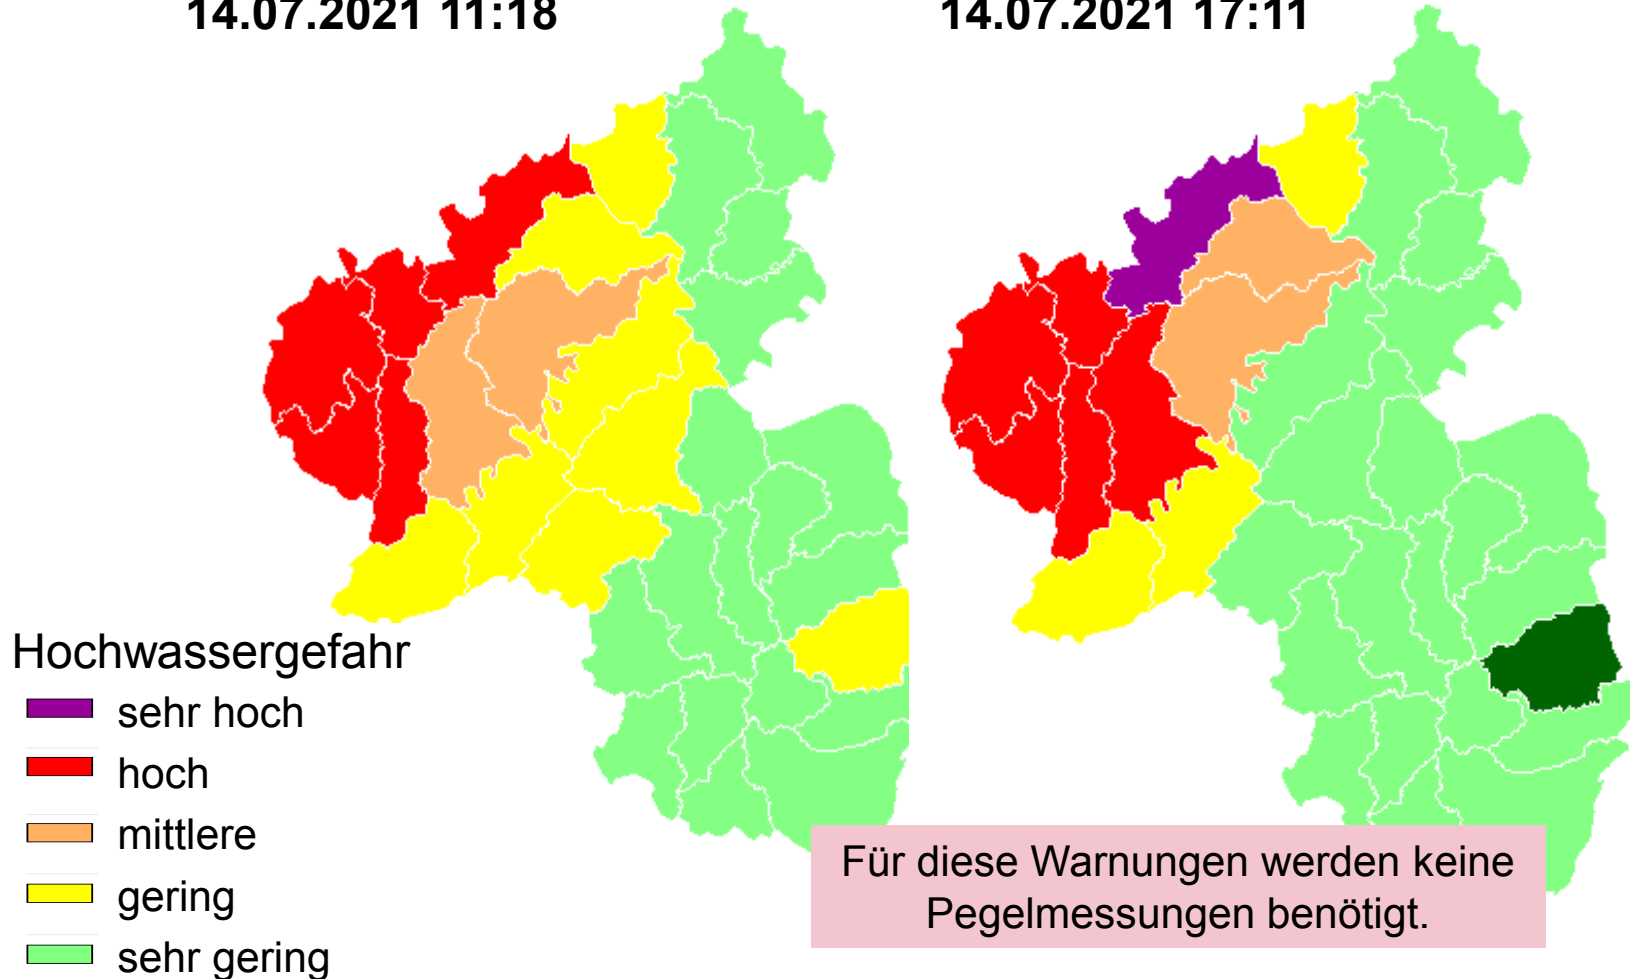 14.07.2021 11:18
14.07.2021 17:11
Hochwassergefahr
sehr hoch
hoch
mittlere
gering
sehr gering
Für diese Warnungen werden keine
Pegelmessungen benötigt.